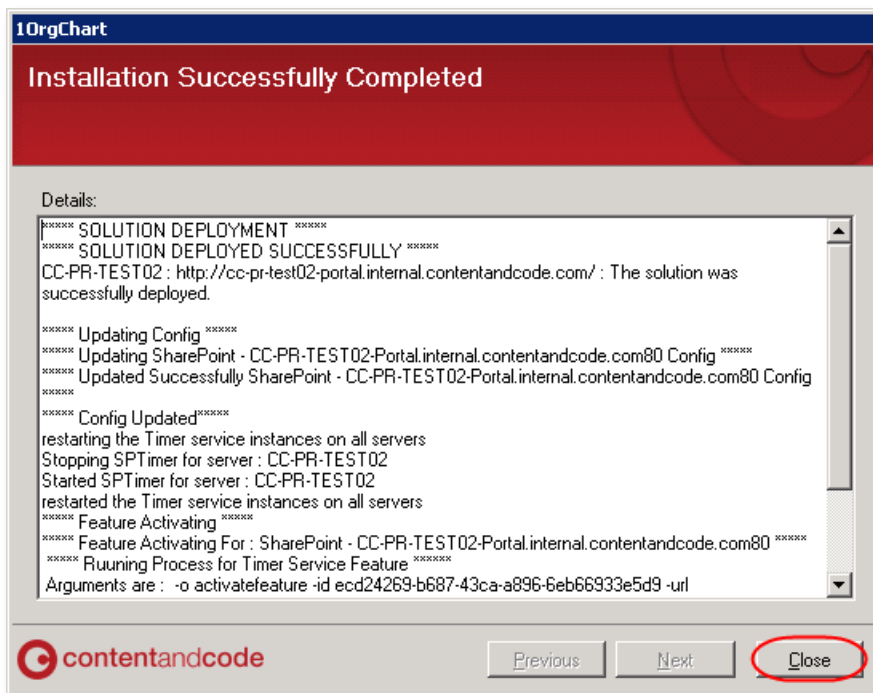 1OrgChart
Installation Successfully Completed
Details:
***** SOLUTION DEPLOYMENT *****
***** SOLUTION DEPLOYED SUCCESSFULLY *****
CC-PR-TEST02 : http://cc-pr-test02-portal.internal.contentandcode.com/ : The solution was
successfully deployed.
***** Updating Config *****
***** Updating SharePoint - CC-PR-TEST02-Portal.internal.contentandcode.com80 Config *****
***** Updated Successfully SharePoint - CC-PR-TEST02-Portal.internal.contentandcode.com80 Config
*****
***** Config Updated*****
restarting the Timer service instances on all servers
Stopping SPTimer for server : CC-PR-TEST02
Started SPTimer for server : CC-PR-TEST02
restarted the Timer service instances on all servers
***** Feature Activating *****
***** Feature Activating For : SharePoint - CC-PR-TEST02-Portal.internal.contentandcode.com80 *****
***** Ruuning Process for Timer Service Feature ******
Arguments are : -o activatefeature -id ecd24269-b687-43ca-a896-6eb66933e5d9 -url
contentandcode
Previous Next Close